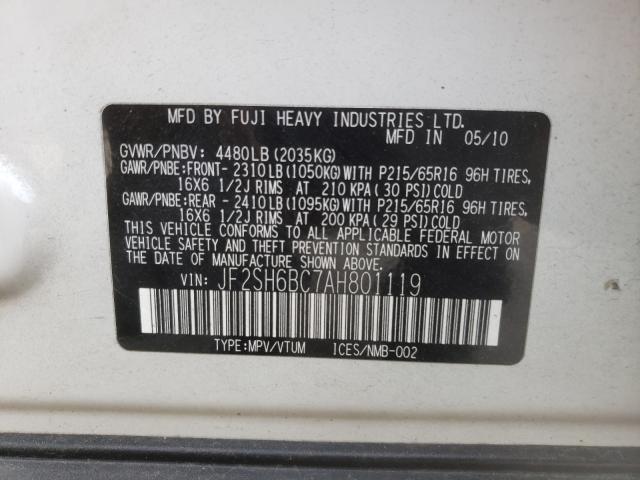 MFD BY FUJI HEAVY INDUSTRIES LTD.
MFD IN 05/10
GVWR/PNBV: 4480LB (2035KG)
GAWR/PNBE:FRONT- 2310LB (1050KG) WITH P215/65R16 96H TIRES,
16X6 1/2J RIMS AT 210 KPA (30 PSI) COLD
GAWR/PNBE:REAR - 2410LB (1095KG) WITH P215/65R16 96H TIRES,
16X6 1/2J RIMS AT 200 KPA (29 PSI) COLD
THIS VEHICLE CONFORMS TO ALL APPLICABLE FEDERAL MOTOR
VEHICLE SAFETY AND THEFT PREVENTION STANDARDS IN EFFECT ON
THE DATE OF MANUFACTURE SHOWN ABOVE.
VIN: JF2SH6BC7AH801119
TYPE:MPV/VTUM ICES/NMB-002